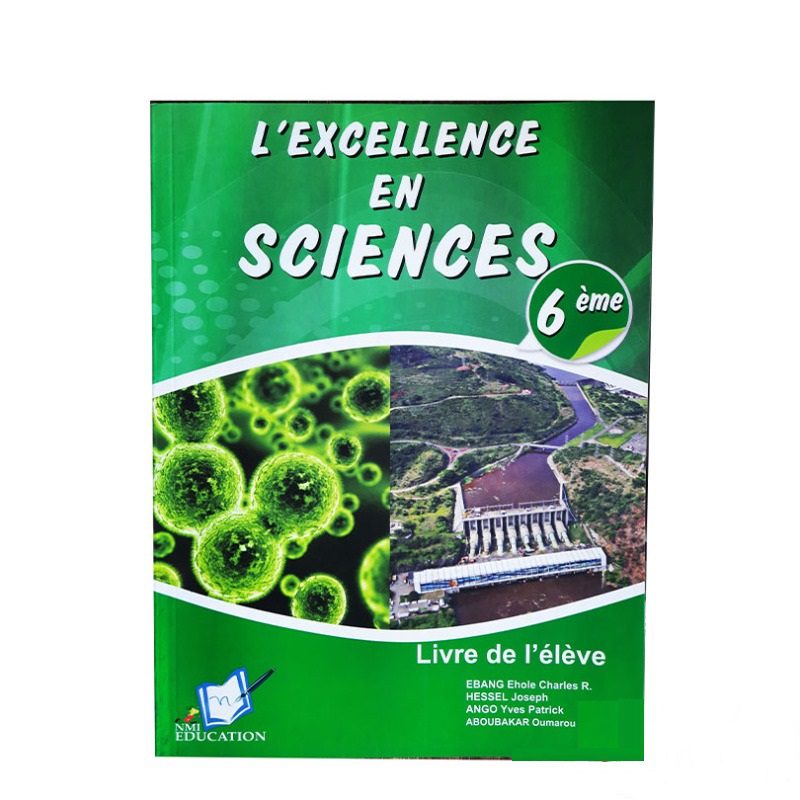 L'EXCELLENCE
EN
SCIENCES
6 ème
Livre de l'élève
EBANG Ehole Charles R.
HESSEL Joseph
ANGO Yves Patrick
ABOUBAKAR Oumarou
NMI
EDUCATION